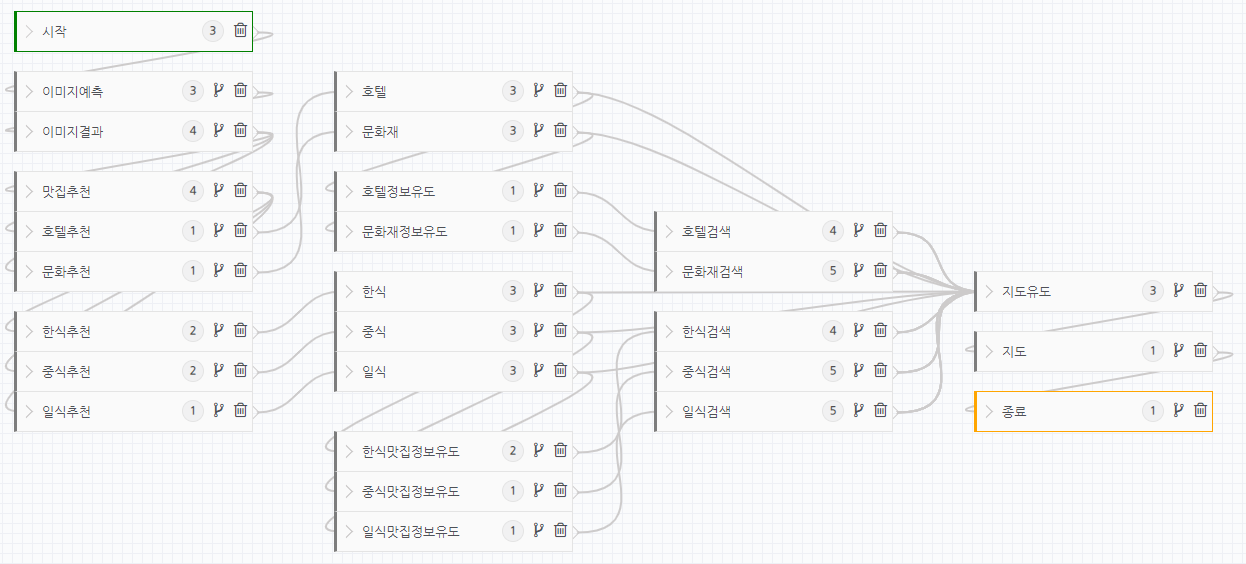 시작 3
이미지예측 3
이미지결과 4
맛집추천 4
호텔추천 1
문화추천 1
한식추천 2
중식추천 2
일식추천 1
호텔 3
문화재 3
호텔정보유도 1
문화재정보유도 1
한식 3
중식 3
일식 3
한식맛집정보유도 2
중식맛집정보유도 1
일식맛집정보유도 1
호텔검색 4
문화재검색 5
한식검색 4
중식검색 5
일식검색 5
지도유도 3
지도 1
종료 1